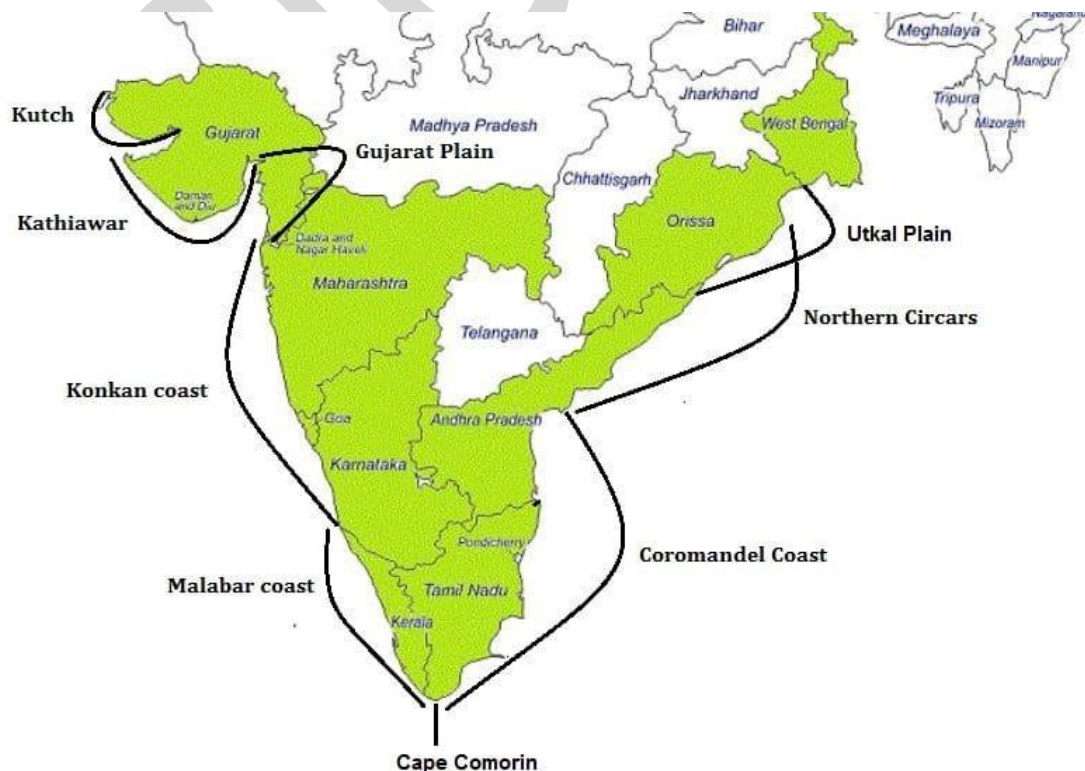 Bihar
Meghalaya
Nagaland
Manipur
Tripura
Mizoram
Jharkhand
West Bengal
Kutch
Gujarat
Madhya Pradesh
Gujarat Plain
Chhattisgarh
Kathiawar
Daman
and Diu
Dadra and
Nagar Haveli
Orissa
Utkal Plain
Maharashtra
Northern Circars
Telangana
Konkan coast
Goa
Andhra Pradesh
Karnataka
Pondicherry
Coromandel Coast
Malabar coast
Tamil Nadu
Kerala
Cape Comorin